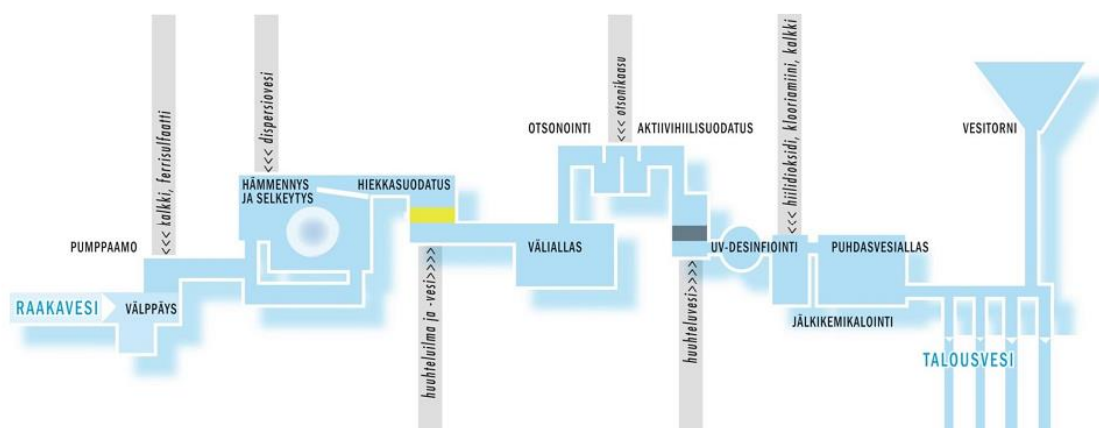 <<< kalkki, ferrisulfaatti
<<< dispersiovesi
<<< otsonikaasu
<<< hiilidioksidi, klooriamiini, kalkki
OTSONOINTI
AKTIIVIHIILISUODATUS
VESITORNI
HÄMMENNYS
JA SELKEYTYS
HIEKKASUODATUS
PUMPPAAMO
VÄLIALLAS
UV-DESINFIOINTI
PUHDASVESIALLAS
RAAKAVESI
VÄLPPÄYS
huuhteluilma ja -vesi>>>>
huuhteluvesi>>>>
JÄLKIKEMIKALOINTI
TALOUSVESI